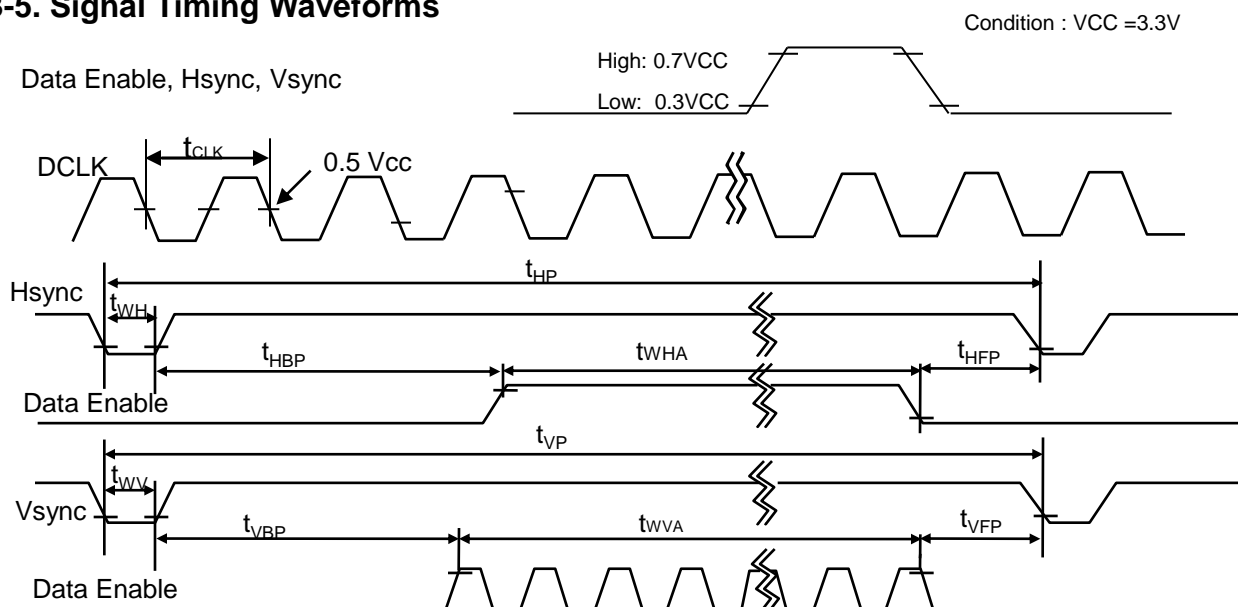 3-5. Signal Timing Waveforms
Condition : VCC =3.3V
High: 0.7VCC
Data Enable, Hsync, Vsync
Low: 0.3VCC
tCLK
0.5 Vcc
DCLK
tHP
Hsync
tWH
tHBP
tWHA
tHFP
Data Enable
tVP
tWV
Vsync
tVBP
tWVA
tVFP
Data Enable